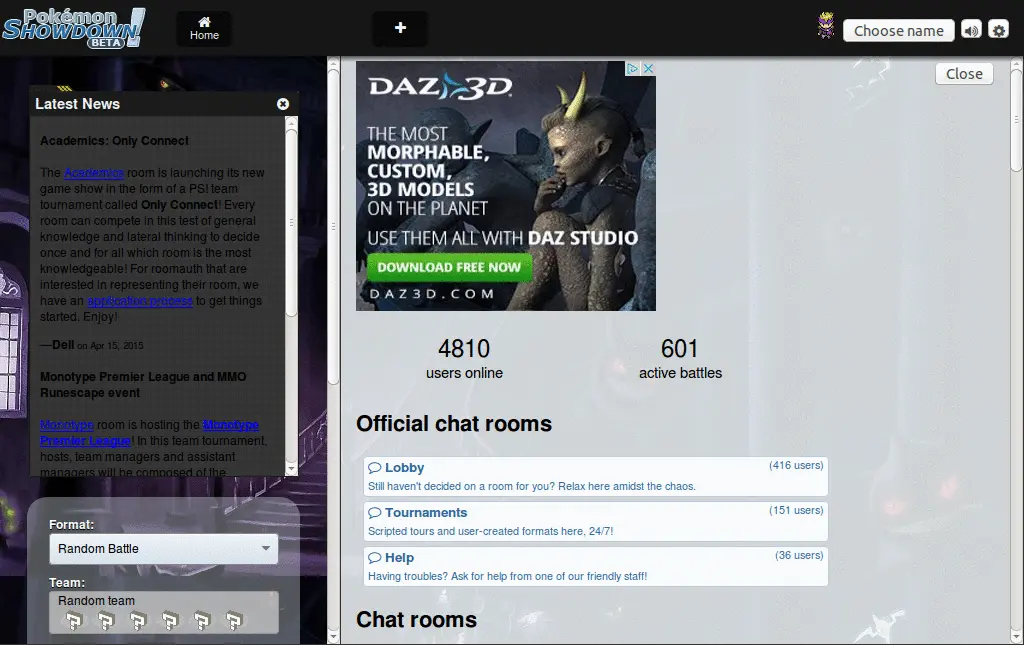 Pokémon
Showdown!
BETA
Home
+
Choose name
Latest News
Academics: Only Connect
The Academics room is launching its new
game show in the form of a PS! team
tournament called Only Connect! Every
room can compete in this test of general
knowledge and lateral thinking to decide
once and for all which room is the most
knowledgeable! For roomauth that are
interested in representing their room, we
have an application process to get things
started. Enjoy!
—Dell on Apr 15, 2015
Monotype Premier League and MMO
Runescape event
Monotype room is hosting the Monotype
Premier League! In this team tournament,
hosts, team managers and assistant
managers will be composed of the
Format:
Random Battle
Team:
Random team
? ? ? ? ? ?
Close
DAZ 3D
THE MOST
MORPHABLE,
CUSTOM,
3D MODELS
ON THE PLANET
USE THEM ALL WITH DAZ STUDIO
DOWNLOAD FREE NOW
DAZ3D.COM
4810
users online
601
active battles
Official chat rooms
Lobby (416 users)
Still haven't decided on a room for you? Relax here amidst the chaos.
Tournaments (151 users)
Scripted tours and user-created formats here, 24/7!
Help (36 users)
Having troubles? Ask for help from one of our friendly staff!
Chat rooms